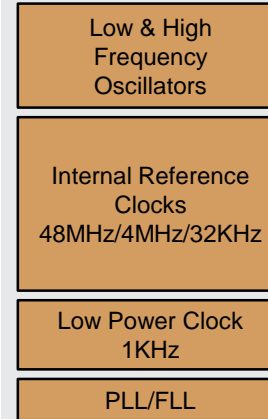 Low & High
Frequency
Oscillators
Internal Reference
Clocks
48MHz/4MHz/32KHz
Low Power Clock
1KHz
PLL/FLL